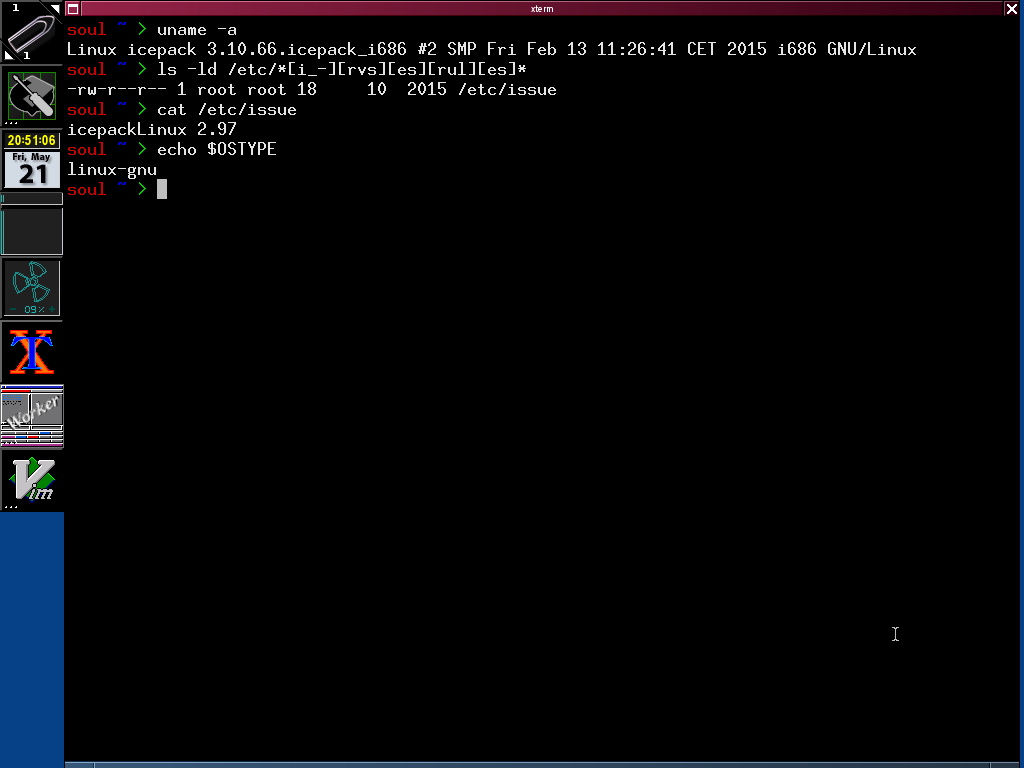 1
xterm
soul ~ > uname -a
Linux icepack 3.10.66.icepack_i686 #2 SMP Fri Feb 13 11:26:41 CET 2015 i686 GNU/Linux
soul ~ > ls -ld /etc/*[i_-][rvs][es][rul][es]*
-rw-r--r-- 1 root root 18     10  2015 /etc/issue
soul ~ > cat /etc/issue
icepackLinux 2.97
soul ~ > echo $OSTYPE
linux-gnu
soul ~ >
1
20:51:06
Fri, May
21
- 09% +
XT
Worker
Vim